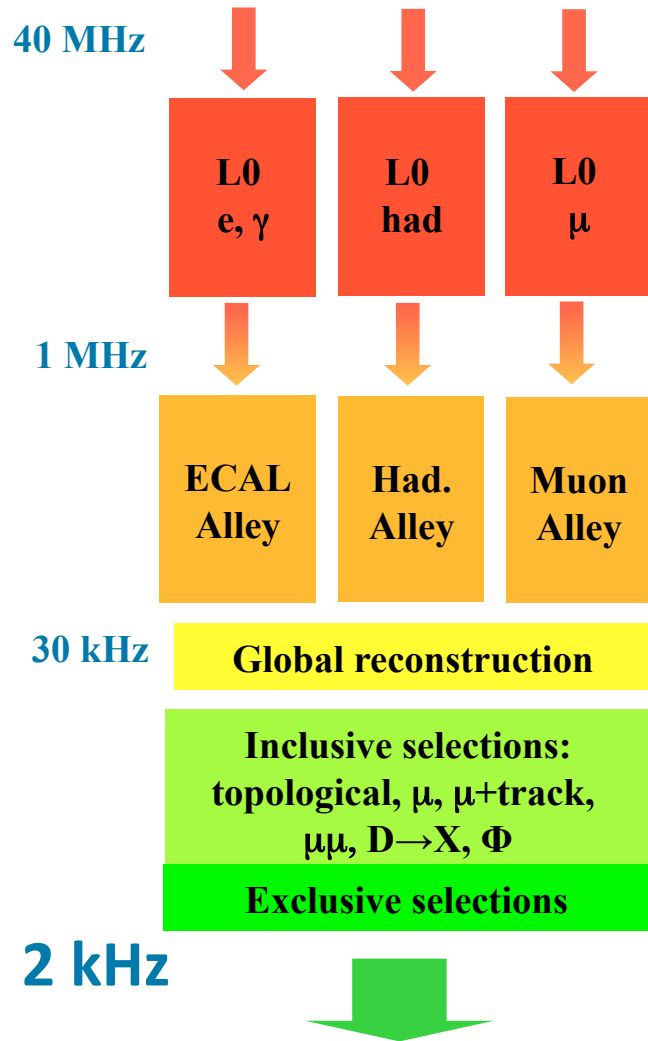 40 MHz
L0
e, γ
L0
had
L0
μ
1 MHz
ECAL
Alley
Had.
Alley
Muon
Alley
30 kHz
Global reconstruction
Inclusive selections:
topological, μ, μ+track,
μμ, D→X, Φ
Exclusive selections
2 kHz